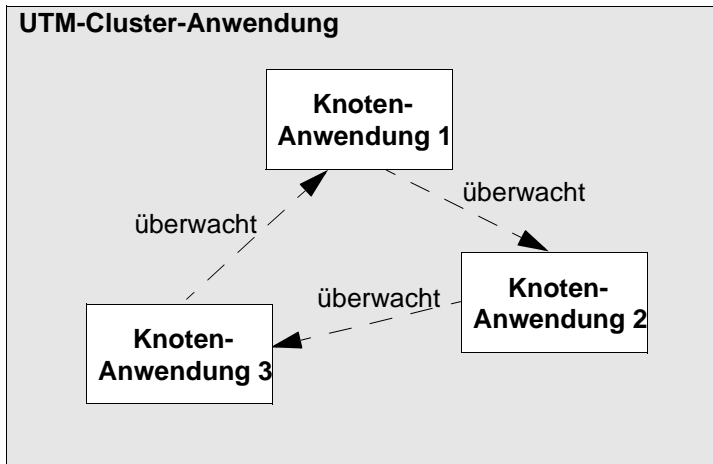 UTM-Cluster-Anwendung
Knoten-
Anwendung 1
überwacht
überwacht
Knoten-
Anwendung 2
überwacht
Knoten-
Anwendung 3